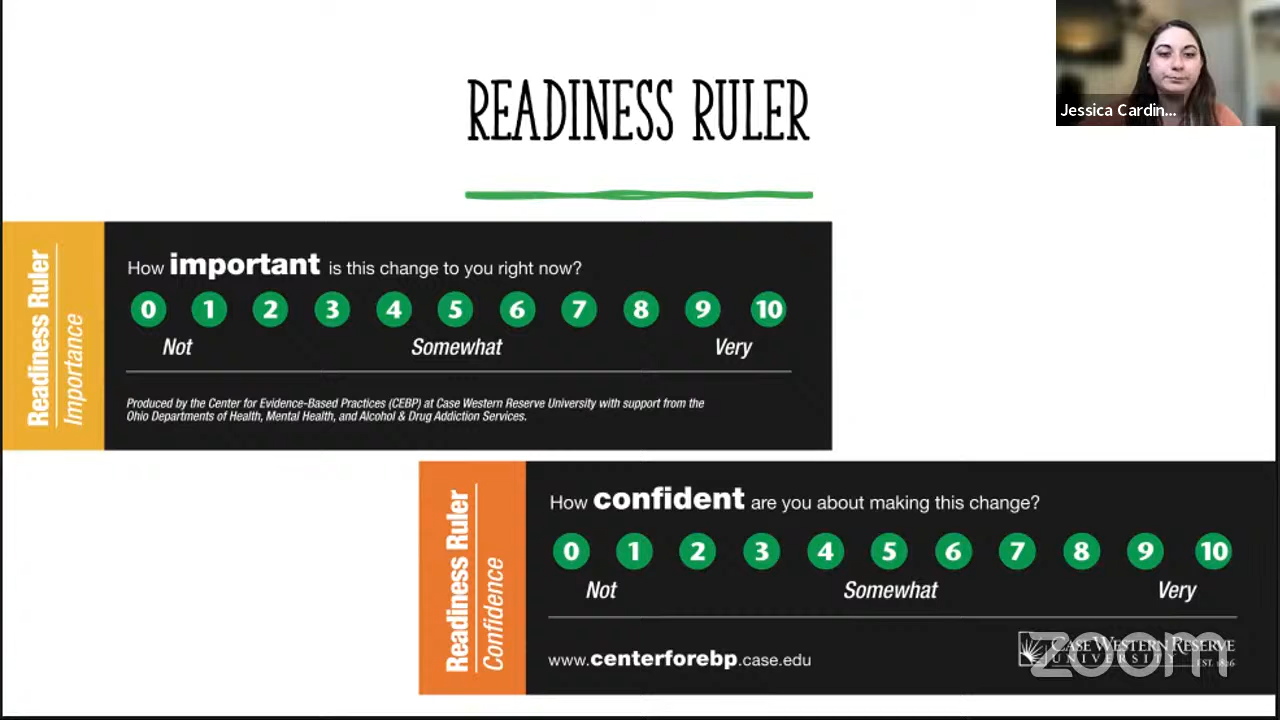 READINESS RULER
Jessica Cardin...
Readiness Ruler
Importance
How important is this change to you right now?
0 1 2 3 4 5 6 7 8 9 10
Not Somewhat Very
Produced by the Center for Evidence-Based Practices (CEBP) at Case Western Reserve University with support from the
Ohio Departments of Health, Mental Health, and Alcohol & Drug Addiction Services.
Readiness Ruler
Confidence
How confident are you about making this change?
0 1 2 3 4 5 6 7 8 9 10
Not Somewhat Very
www.centerforebp.case.edu
CASE WESTERN RESERVE
UNIVERSITY EST. 1826
zoom